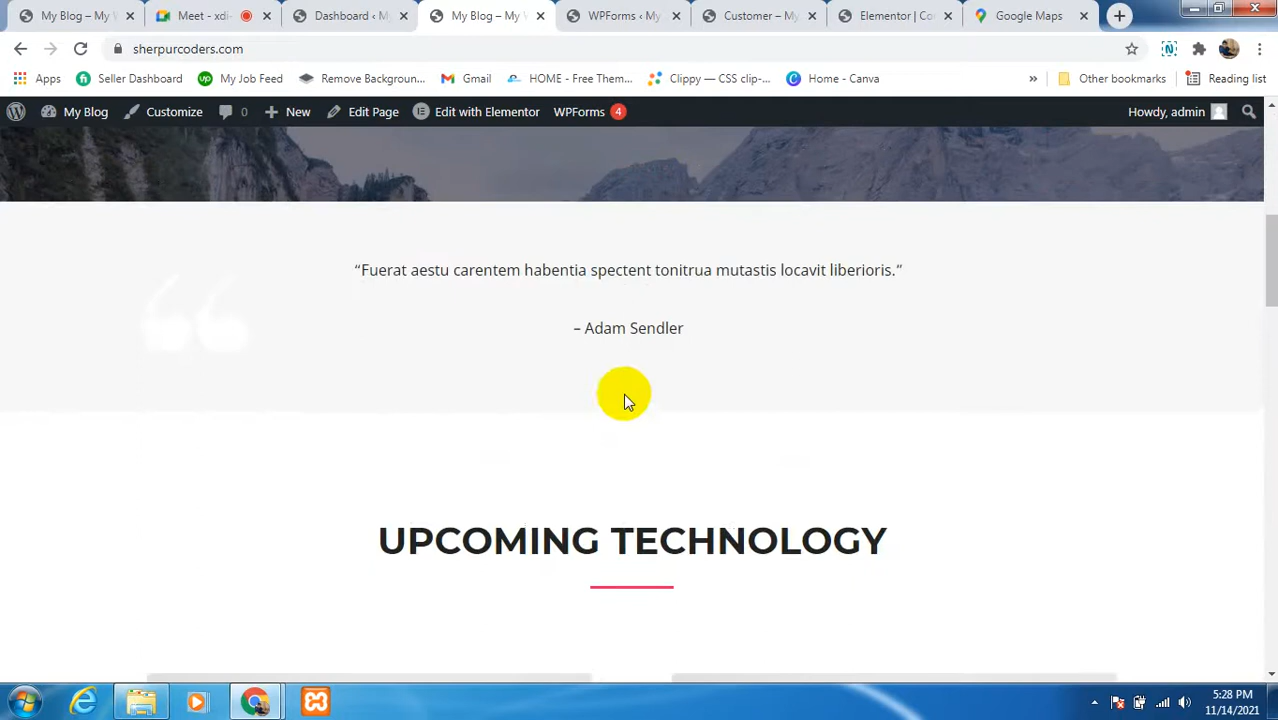 My Blog – My W
Meet - xdi-
Dashboard ‹ M
My Blog – My W
WPForms ‹ My
Customer – My
Elementor | Co
Google Maps
sherpurcoders.com
Apps
Seller Dashboard
My Job Feed
Remove Backgroun...
Gmail
HOME - Free Them...
Clippy — CSS clip-...
Home - Canva
»
Other bookmarks
Reading list
My Blog
Customize
0
New
Edit Page
Edit with Elementor
WPForms 4
Howdy, admin
“Fuerat aestu carentem habentia spectent tonitrua mutastis locavit liberioris.”
– Adam Sendler
UPCOMING TECHNOLOGY
5:28 PM
11/14/2021